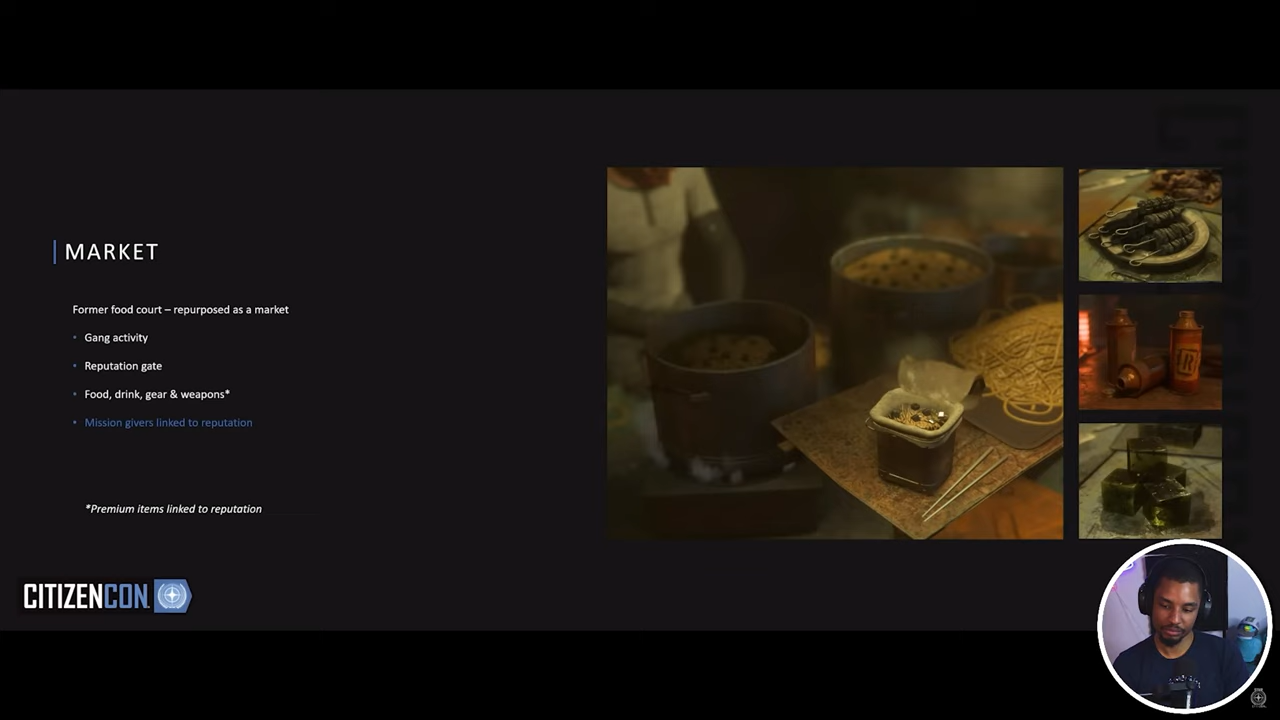 MARKET
Former food court – repurposed as a market
• Gang activity
• Reputation gate
• Food, drink, gear & weapons*
• Mission givers linked to reputation
*Premium items linked to reputation
CITIZENCON
R